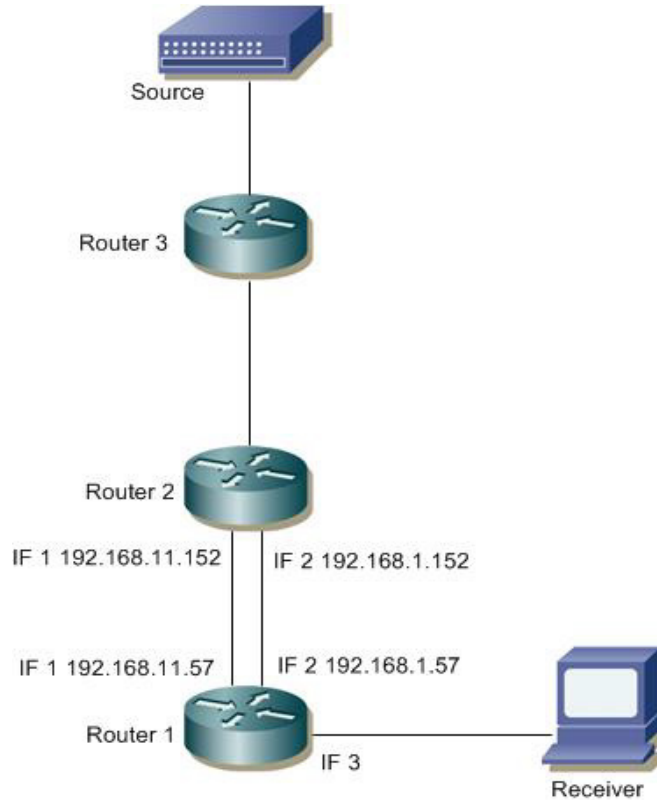 Source
Router 3
Router 2
IF 1 192.168.11.152
IF 2 192.168.1.152
IF 1 192.168.11.57
IF 2 192.168.1.57
Router 1
IF 3
Receiver